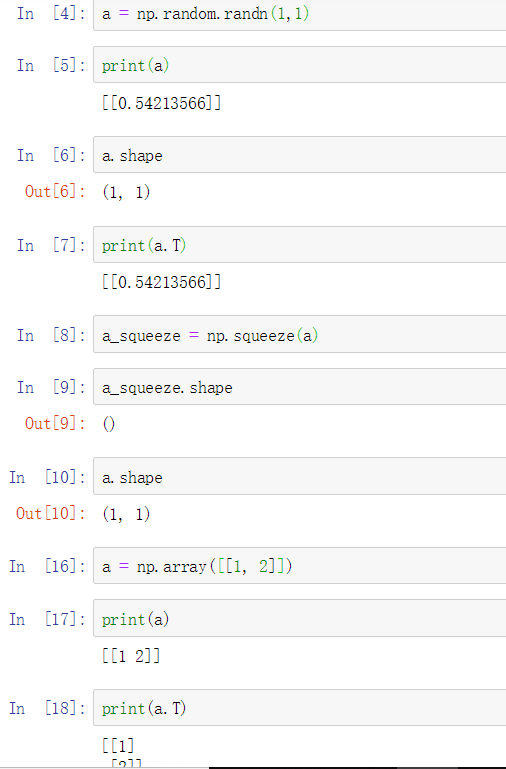 In [4]: a = np.random.randn(1,1)
In [5]: print(a)
[[0.54213566]]
In [6]: a.shape
Out[6]: (1, 1)
In [7]: print(a.T)
[[0.54213566]]
In [8]: a_squeeze = np.squeeze(a)
In [9]: a_squeeze.shape
Out[9]: ()
In [10]: a.shape
Out[10]: (1, 1)
In [16]: a = np.array([[1, 2]])
In [17]: print(a)
[[1 2]]
In [18]: print(a.T)
[[1]
[2]]